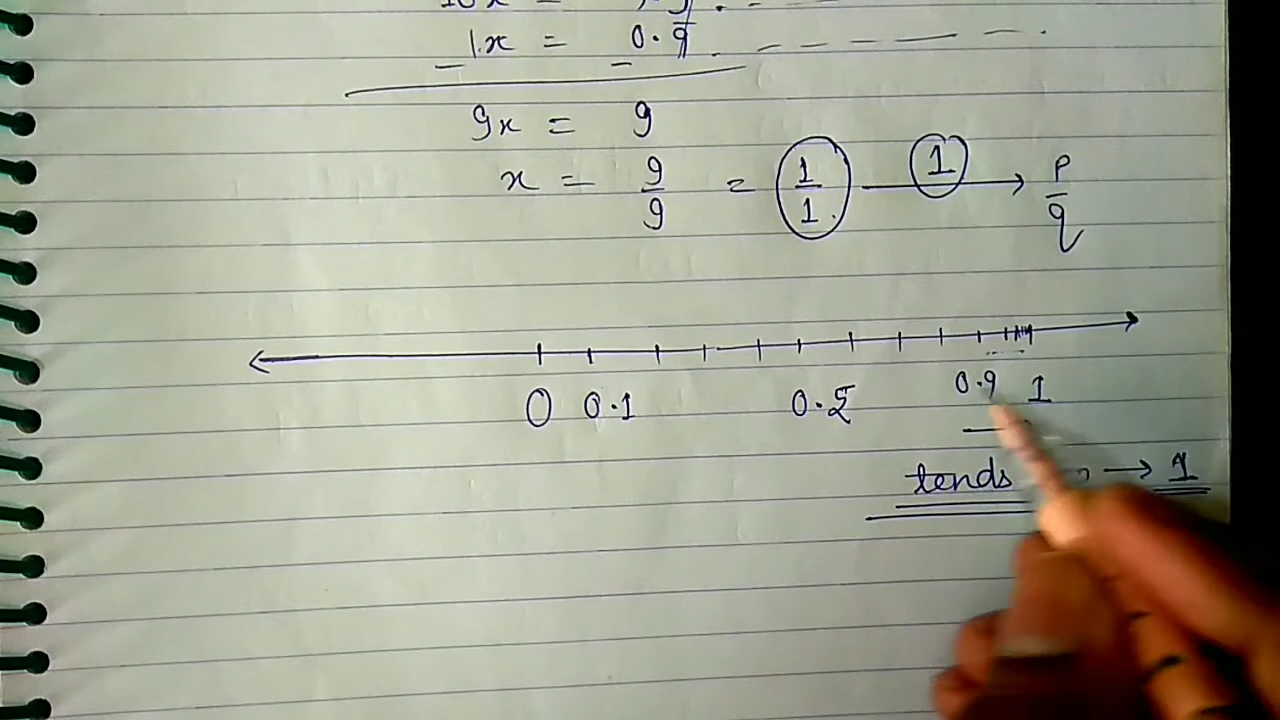 1x = 0.9̅. – – – – – –.
9x = 9
x = 9/9 = 1/1 1 → p/q
0 0.1 0.2 0.9 1
tends → 1